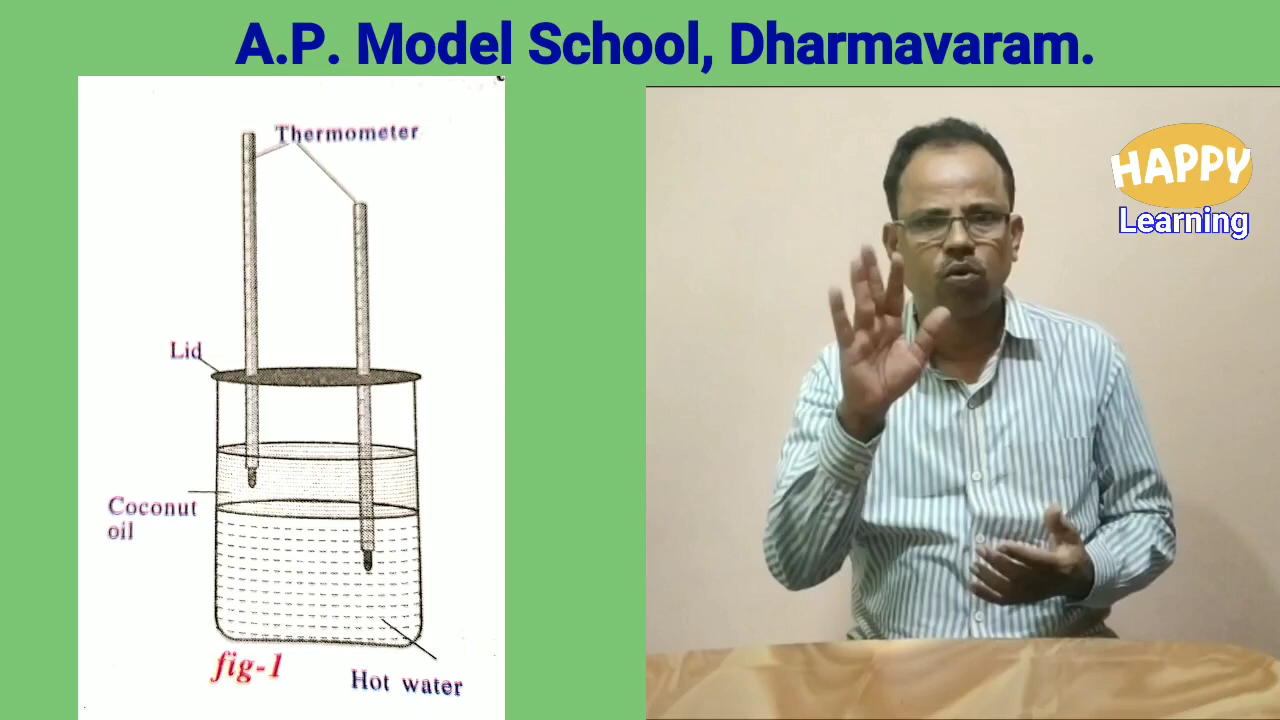 A.P. Model School, Dharmavaram.
Thermometer
Lid
Coconut
oil
fig-1
Hot water
HAPPY
Learning